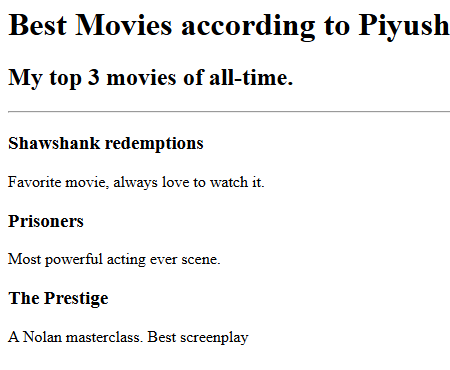 Best Movies according to Piyush
My top 3 movies of all-time.
Shawshank redemptions
Favorite movie, always love to watch it.
Prisoners
Most powerful acting ever scene.
The Prestige
A Nolan masterclass. Best screenplay